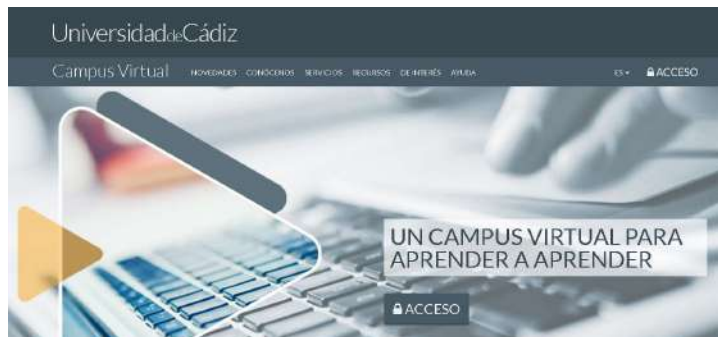 UniversidaddeCádiz
Campus Virtual NOVEDADES CONÓCENOS SERVICIOS RECURSOS DE INTERÉS AYUDA ES ACCESO
UN CAMPUS VIRTUAL PARA
APRENDER A APRENDER
ACCESO